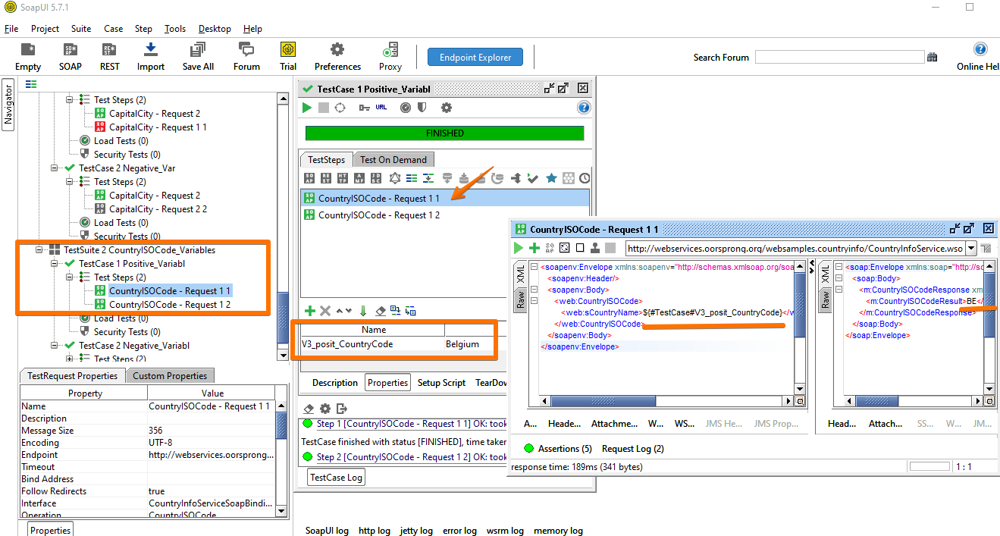 SoapUI 5.7.1
File Project Suite Case Step Tools Desktop Help
Empty SOAP REST Import Save All Forum Trial Preferences Proxy Endpoint Explorer Search Forum Online Hel
Navigator
Test Steps (2)
CapitalCity - Request 2
CapitalCity - Request 1 1
Load Tests (0)
Security Tests (0)
TestCase 2 Negative_Var
Test Steps (2)
CapitalCity - Request 2
CapitalCity - Request 2 2
Load Tests (0)
Security Tests (0)
TestSuite 2 CountryISOCode_Variables
TestCase 1 Positive_Variabl
Test Steps (2)
CountryISOCode - Request 1 1
CountryISOCode - Request 1 2
Load Tests (0)
Security Tests (0)
TestCase 2 Negative_Variabl
Test Steps (2)
TestRequest Properties Custom Properties
Property Value
Name CountryISOCode - Request 1 1
Description
Message Size 356
Encoding UTF-8
Endpoint http://webservices.oorsprong...
Timeout
Bind Address
Follow Redirects true
Interface CountryInfoServiceSoapBindi...
Operation CountryISOCode
Properties
TestCase 1 Positive_Variabl
URL
FINISHED
TestSteps Test On Demand
CountryISOCode - Request 1 1
CountryISOCode - Request 1 2
Name
V3_posit_CountryCode Belgium
Description Properties Setup Script TearDow
Step 1 [CountryISOCode - Request 1 1] OK: took
TestCase finished with status [FINISHED], time taken
Step 2 [CountryISOCode - Request 1 2] OK: took
TestCase Log
CountryISOCode - Request 1 1
http://webservices.oorsprong.org/websamples.countryinfo/CountryInfoService.wso
XML
Raw
<soapenv:Envelope xmlns:soapenv="http://schemas.xmlsoap.org/soa
<soapenv:Header/>
<soapenv:Body>
<web:CountryISOCode>
<web:sCountryName>${#TestCase#V3_posit_CountryCode}</w
</web:CountryISOCode>
</soapenv:Body>
</soapenv:Envelope>
XML
Raw
<soap:Envelope xmlns:soap="http://sc
<soap:Body>
<m:CountryISOCodeResponse xm
<m:CountryISOCodeResult>BE</
</m:CountryISOCodeResponse>
</soap:Body>
</soap:Envelope>
A... Heade... Attachme... W... WS... JMS He... JMS Prop...
Head... Attach... SS... W... JM...
Assertions (5) Request Log (2)
response time: 189ms (341 bytes) 1 : 1
SoapUI log http log jetty log error log wsrm log memory log